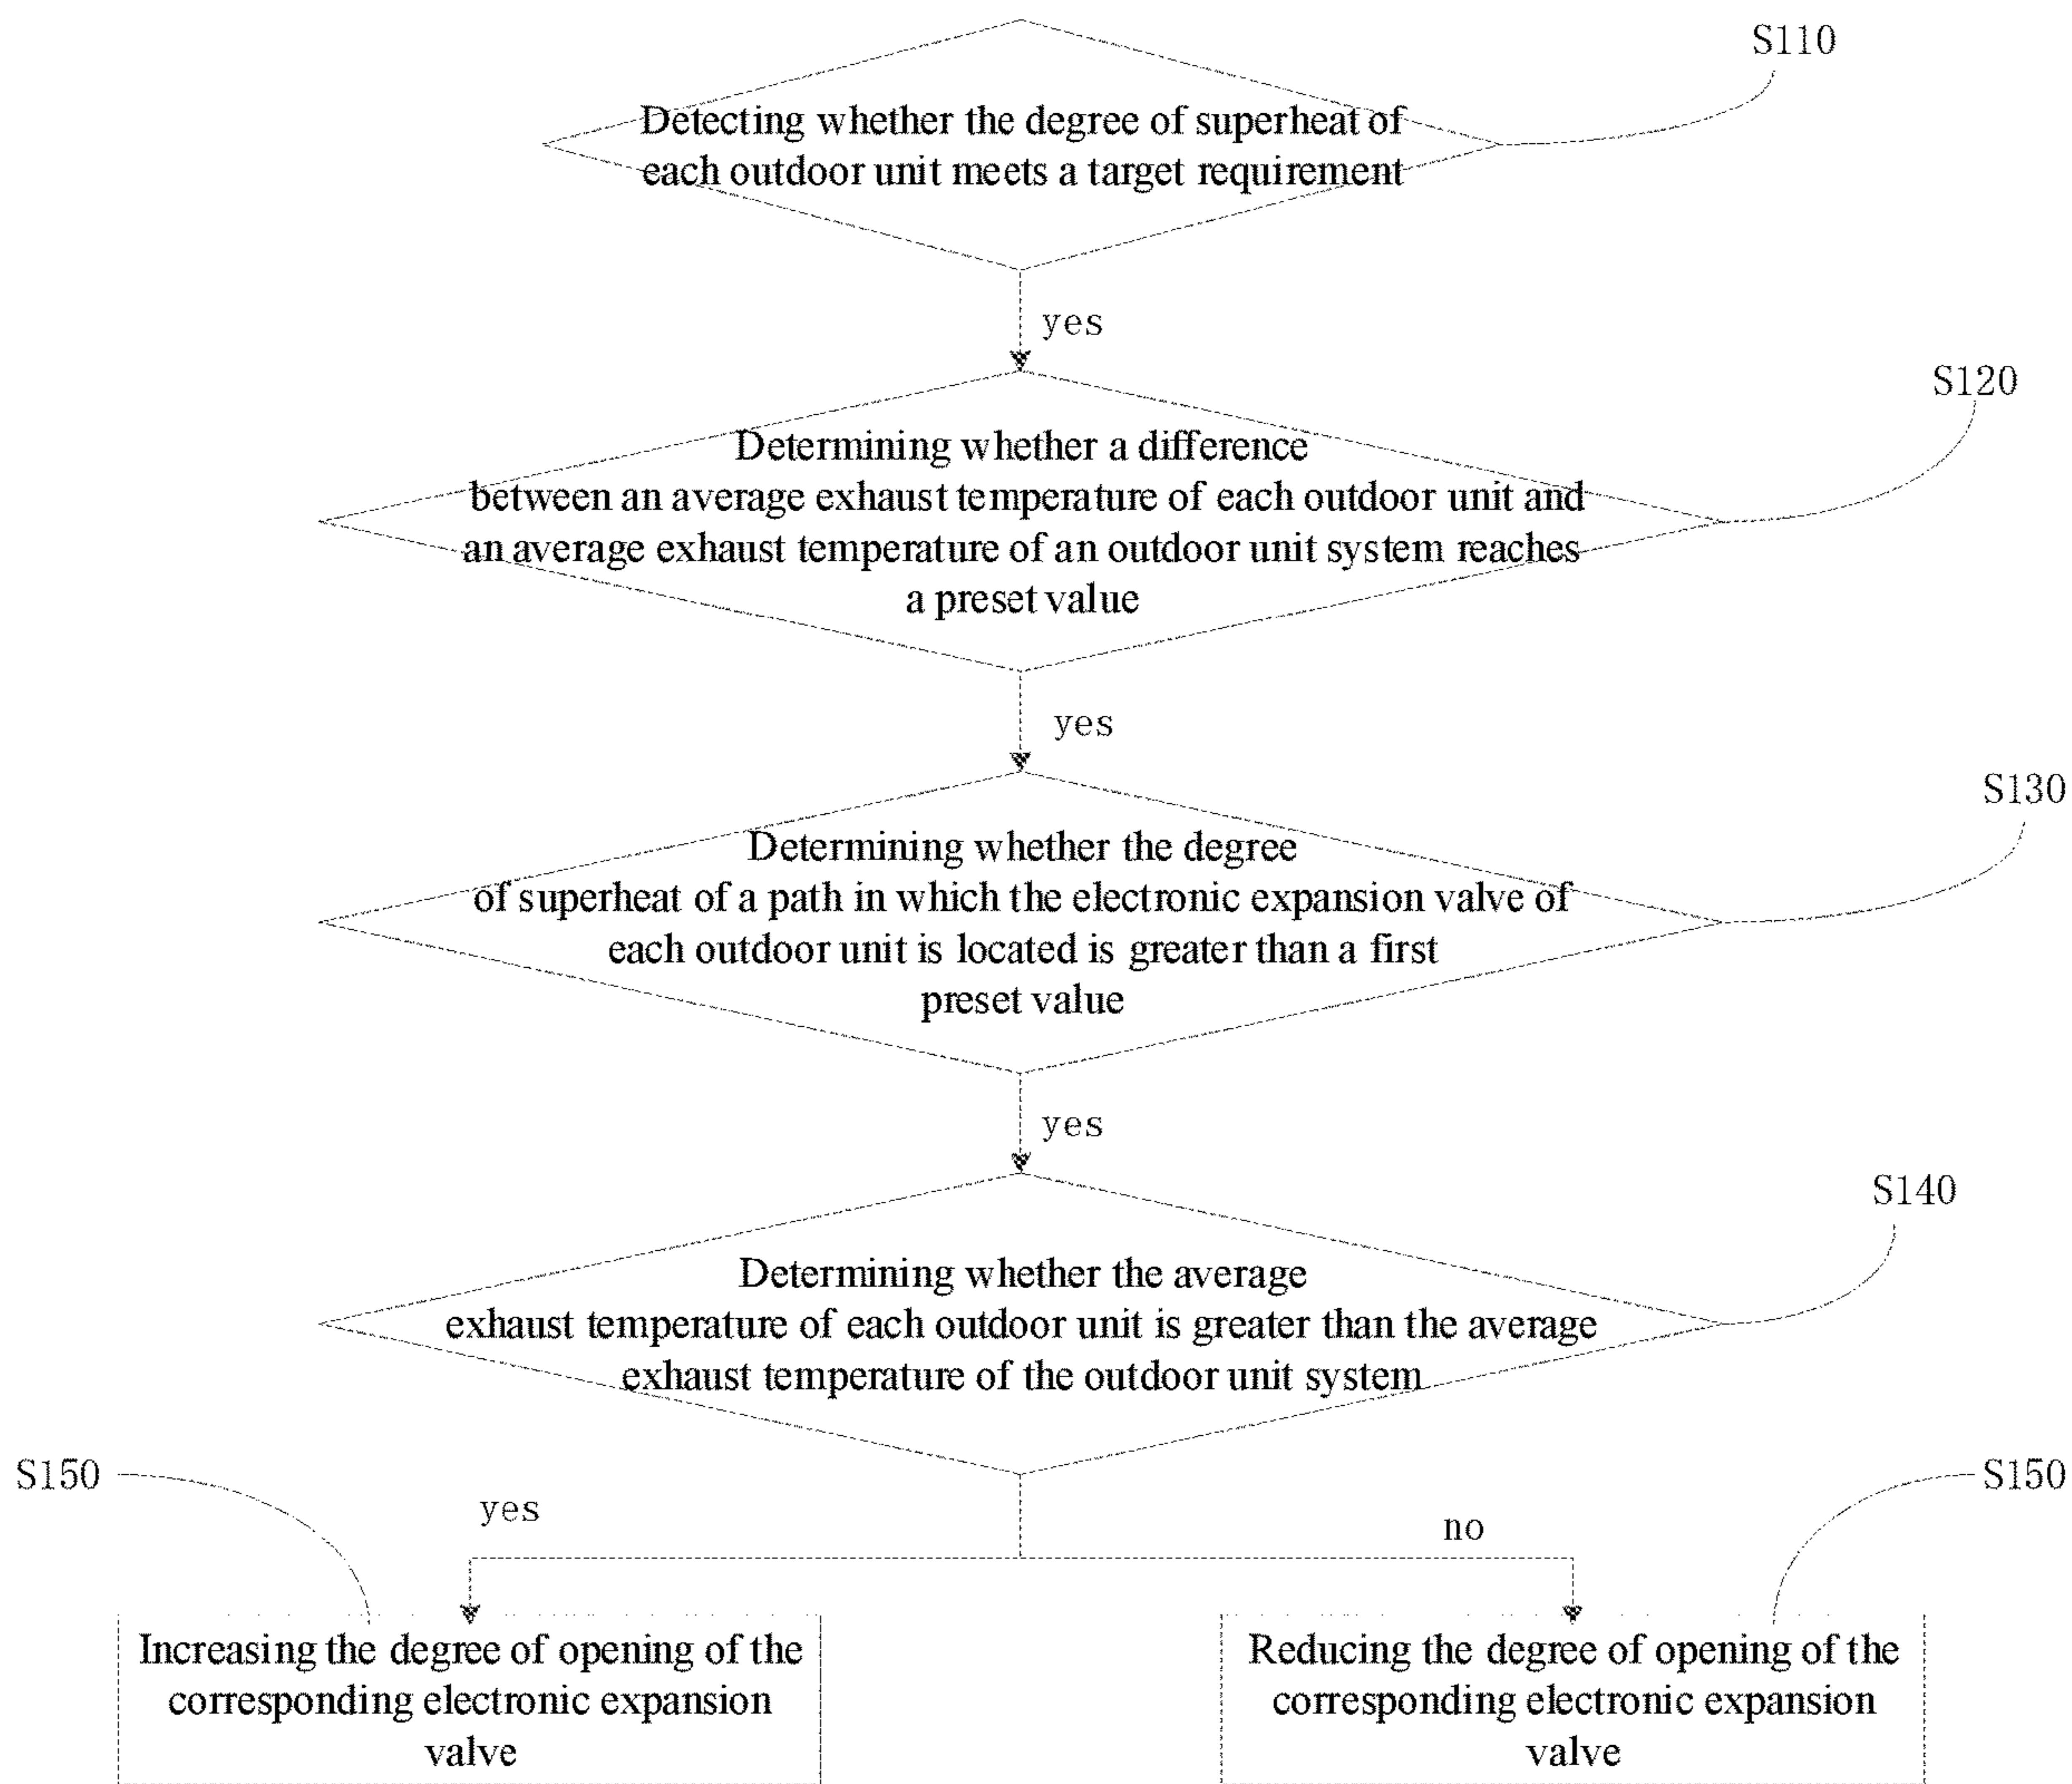 S110
Detecting whether the degree of superheat of
each outdoor unit meets a target requirement
yes
S120
Determining whether a difference
between an average exhaust temperature of each outdoor unit and
an average exhaust temperature of an outdoor unit system reaches
a preset value
yes
S130
Determining whether the degree
of superheat of a path in which the electronic expansion valve of
each outdoor unit is located is greater than a first
preset value
yes
S140
Determining whether the average
exhaust temperature of each outdoor unit is greater than the average
exhaust temperature of the outdoor unit system
S150
yes
no
S150
Increasing the degree of opening of the
corresponding electronic expansion
valve
Reducing the degree of opening of the
corresponding electronic expansion
valve